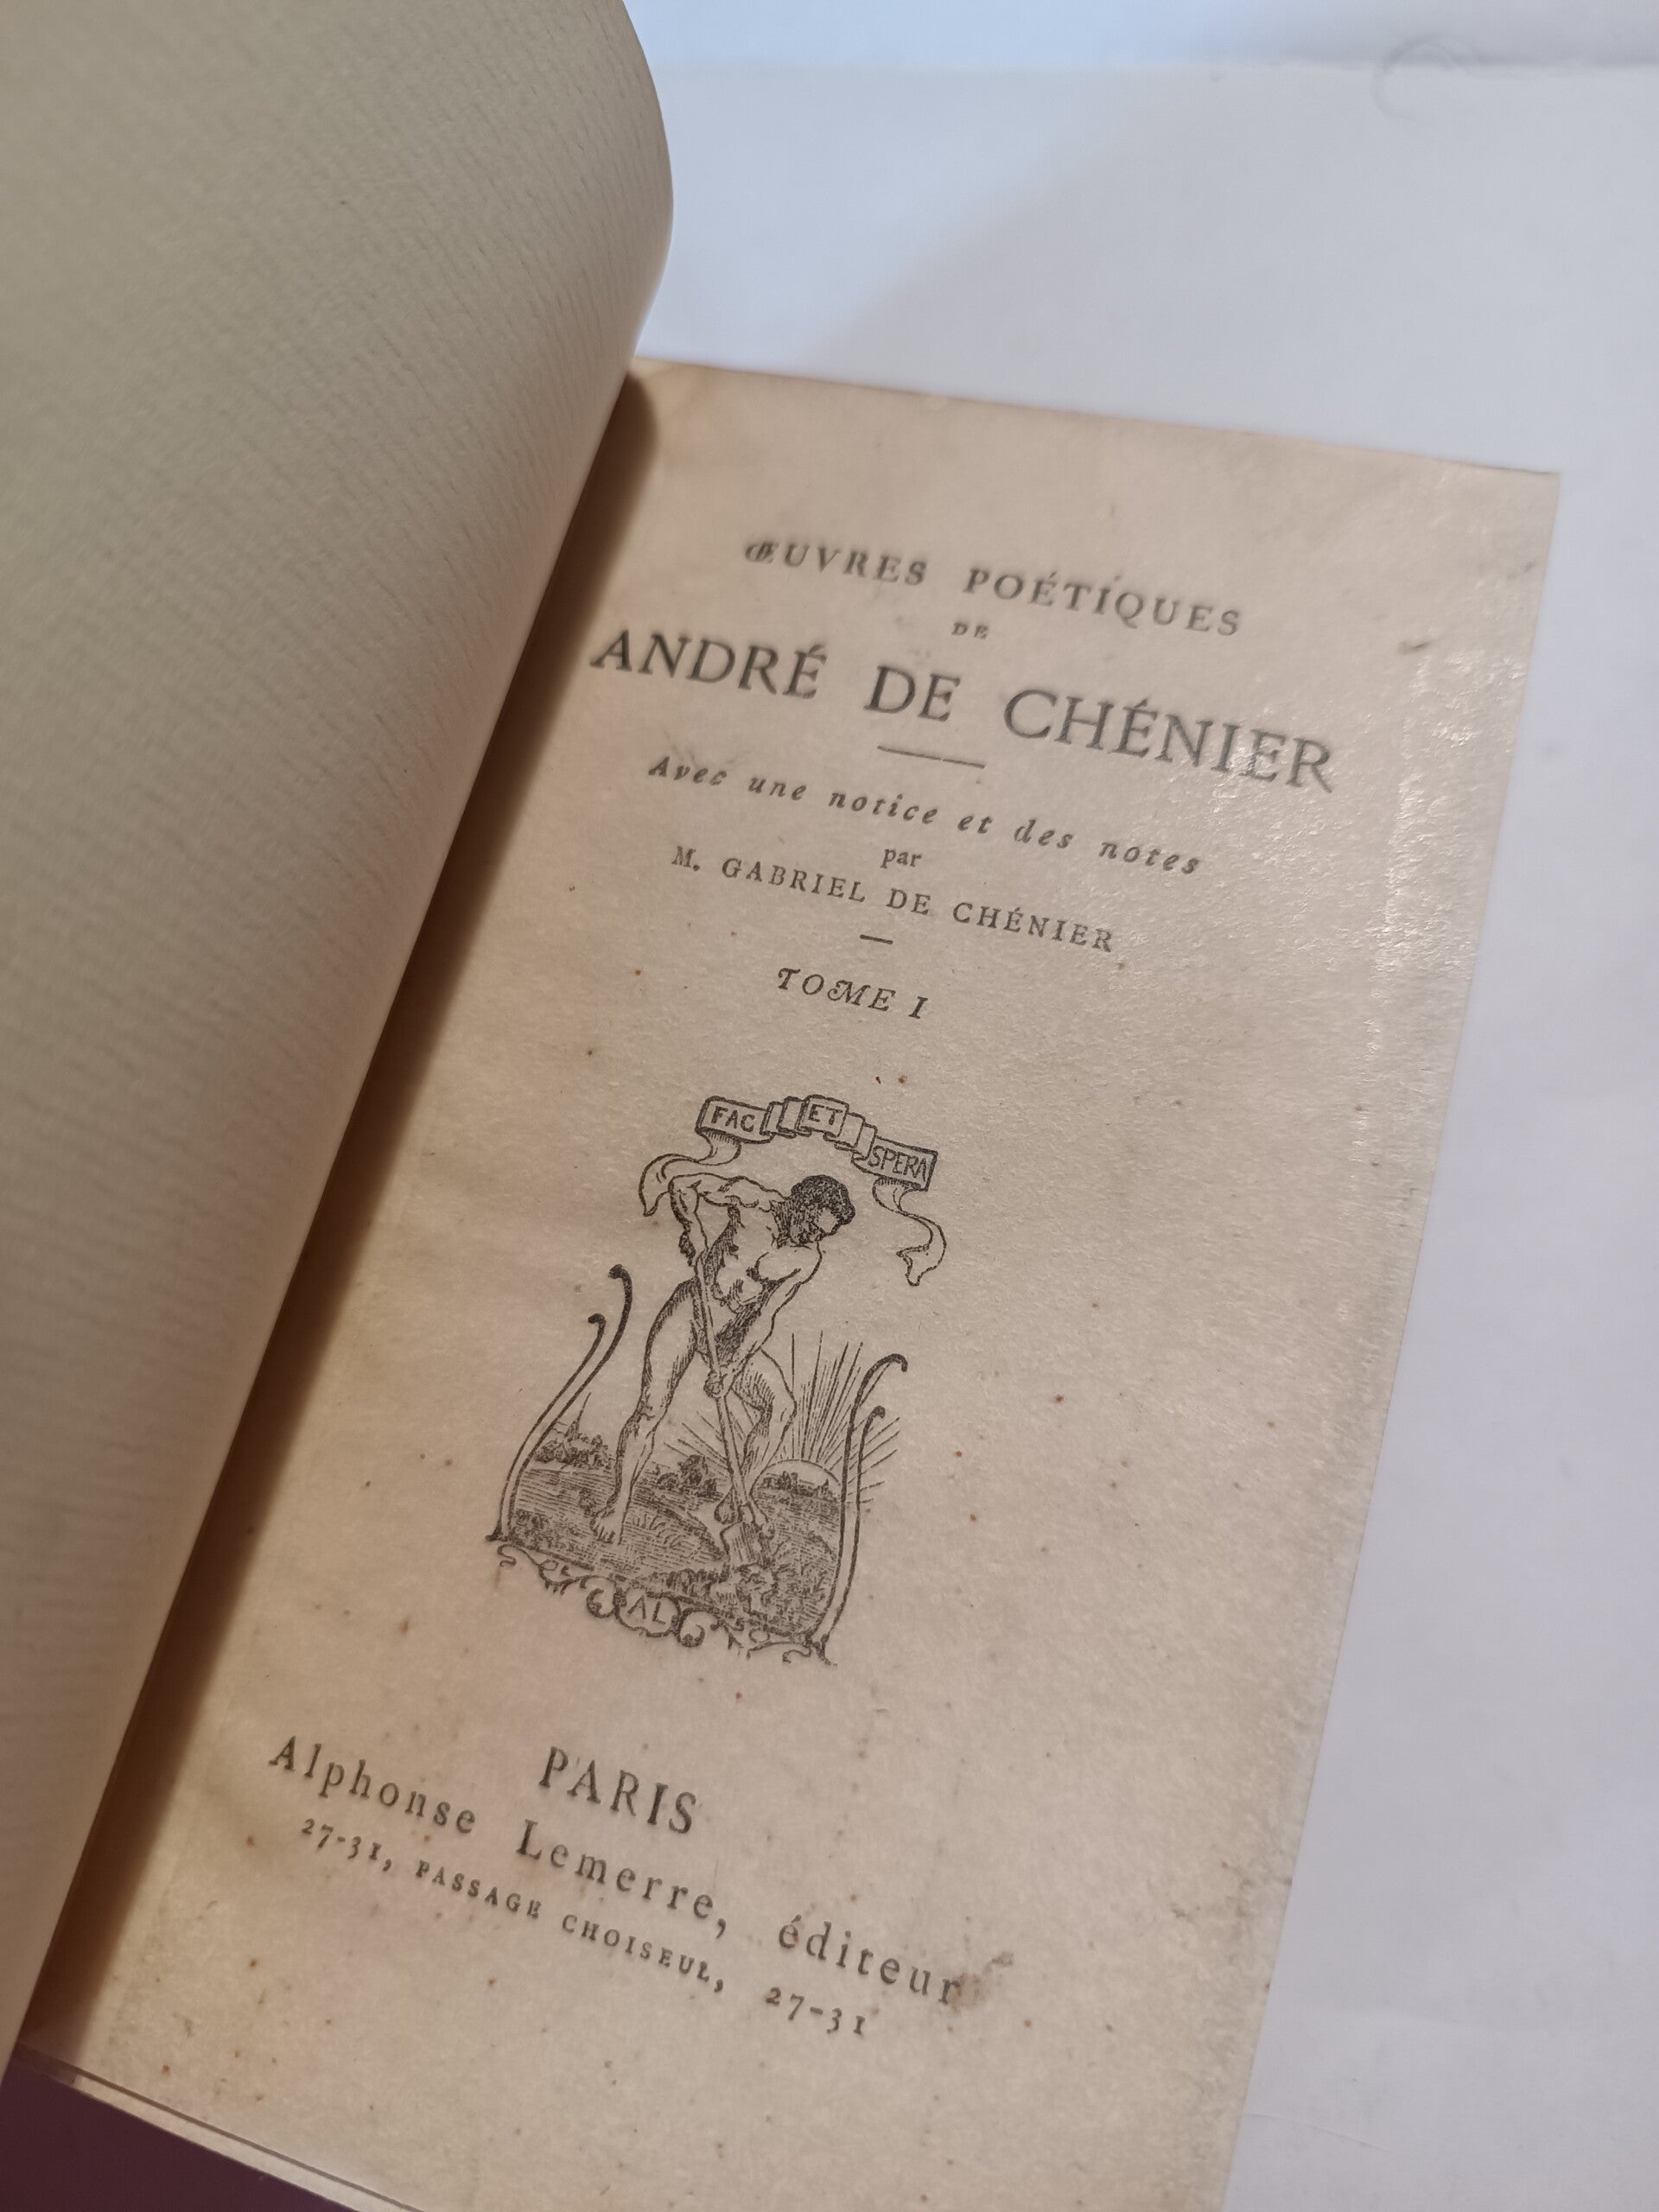 ŒUVRES POÉTIQUES
DE
ANDRÉ DE CHÉNIER
Avec une notice et des notes
par
M. GABRIEL DE CHÉNIER
TOME I
FAC ET SPERA
AL
PARIS
Alphonse Lemerre, éditeur
27-31, PASSAGE CHOISEUL, 27-31